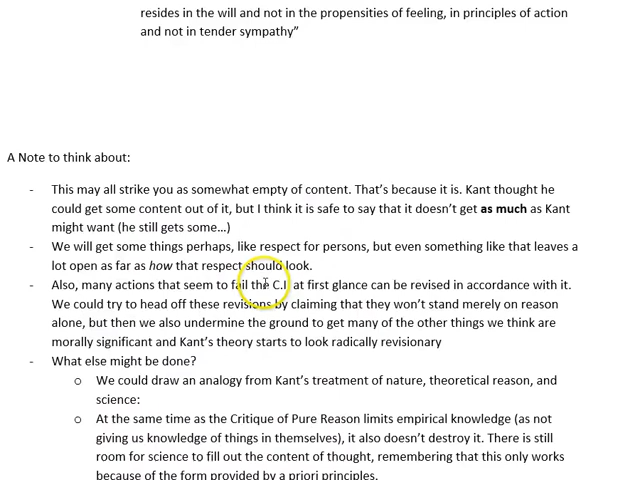 resides in the will and not in the propensities of feeling, in principles of action
and not in tender sympathy”
A Note to think about:
- This may all strike you as somewhat empty of content. That’s because it is. Kant thought he
could get some content out of it, but I think it is safe to say that it doesn’t get as much as Kant
might want (he still gets some…)
- We will get some things perhaps, like respect for persons, but even something like that leaves a
lot open as far as how that respect should look.
- Also, many actions that seem to fail the C.I at first glance can be revised in accordance with it.
We could try to head off these revisions by claiming that they won’t stand merely on reason
alone, but then we also undermine the ground to get many of the other things we think are
morally significant and Kant’s theory starts to look radically revisionary
- What else might be done?
o We could draw an analogy from Kant’s treatment of nature, theoretical reason, and
science:
o At the same time as the Critique of Pure Reason limits empirical knowledge (as not
giving us knowledge of things in themselves), it also doesn’t destroy it. There is still
room for science to fill out the content of thought, remembering that this only works
because of the form provided by a priori principles.